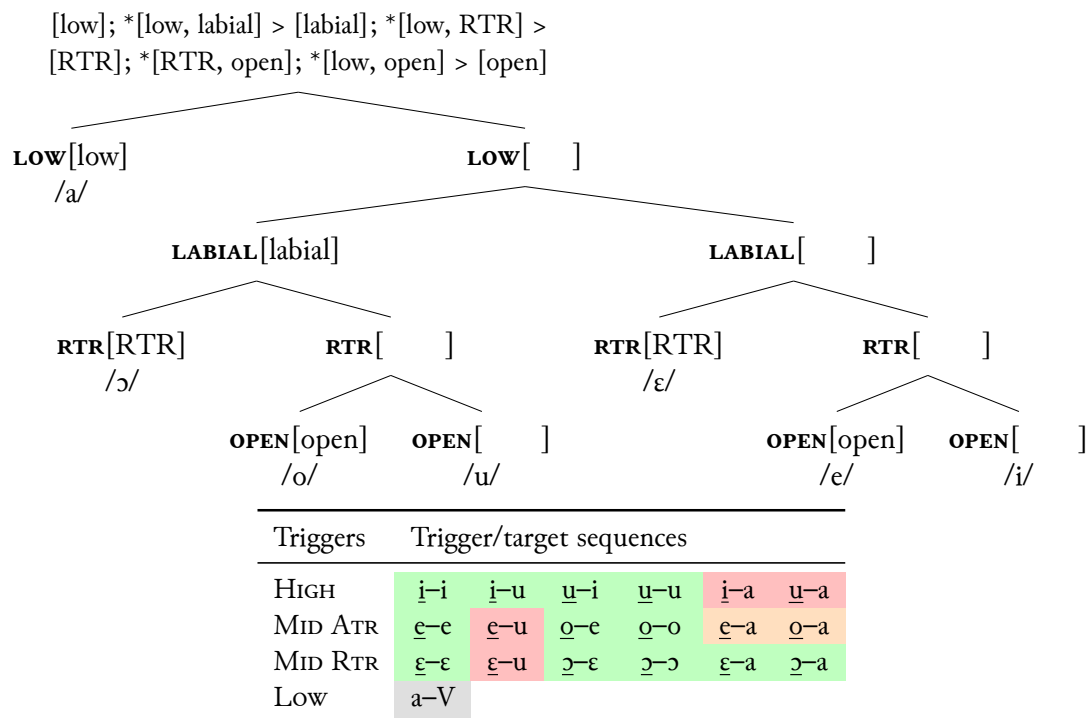 [low]; *[low, labial] > [labial]; *[low, RTR] >
[RTR]; *[RTR, open]; *[low, open] > [open]
LOW[low] LOW[ ]
/a/
LABIAL[labial] LABIAL[ ]
RTR[RTR] RTR[ ] RTR[RTR] RTR[ ]
/ɔ/ /ɛ/
OPEN[open] OPEN[ ] OPEN[open] OPEN[ ]
/o/ /u/ /e/ /i/
Triggers Trigger/target sequences
HIGH i–i i–u u–i u–u i–a u–a
MID ATR e–e e–u o–e o–o e–a o–a
MID RTR ɛ–ɛ ɛ–u ɔ–ɛ ɔ–ɔ ɛ–a ɔ–a
LOW a–V